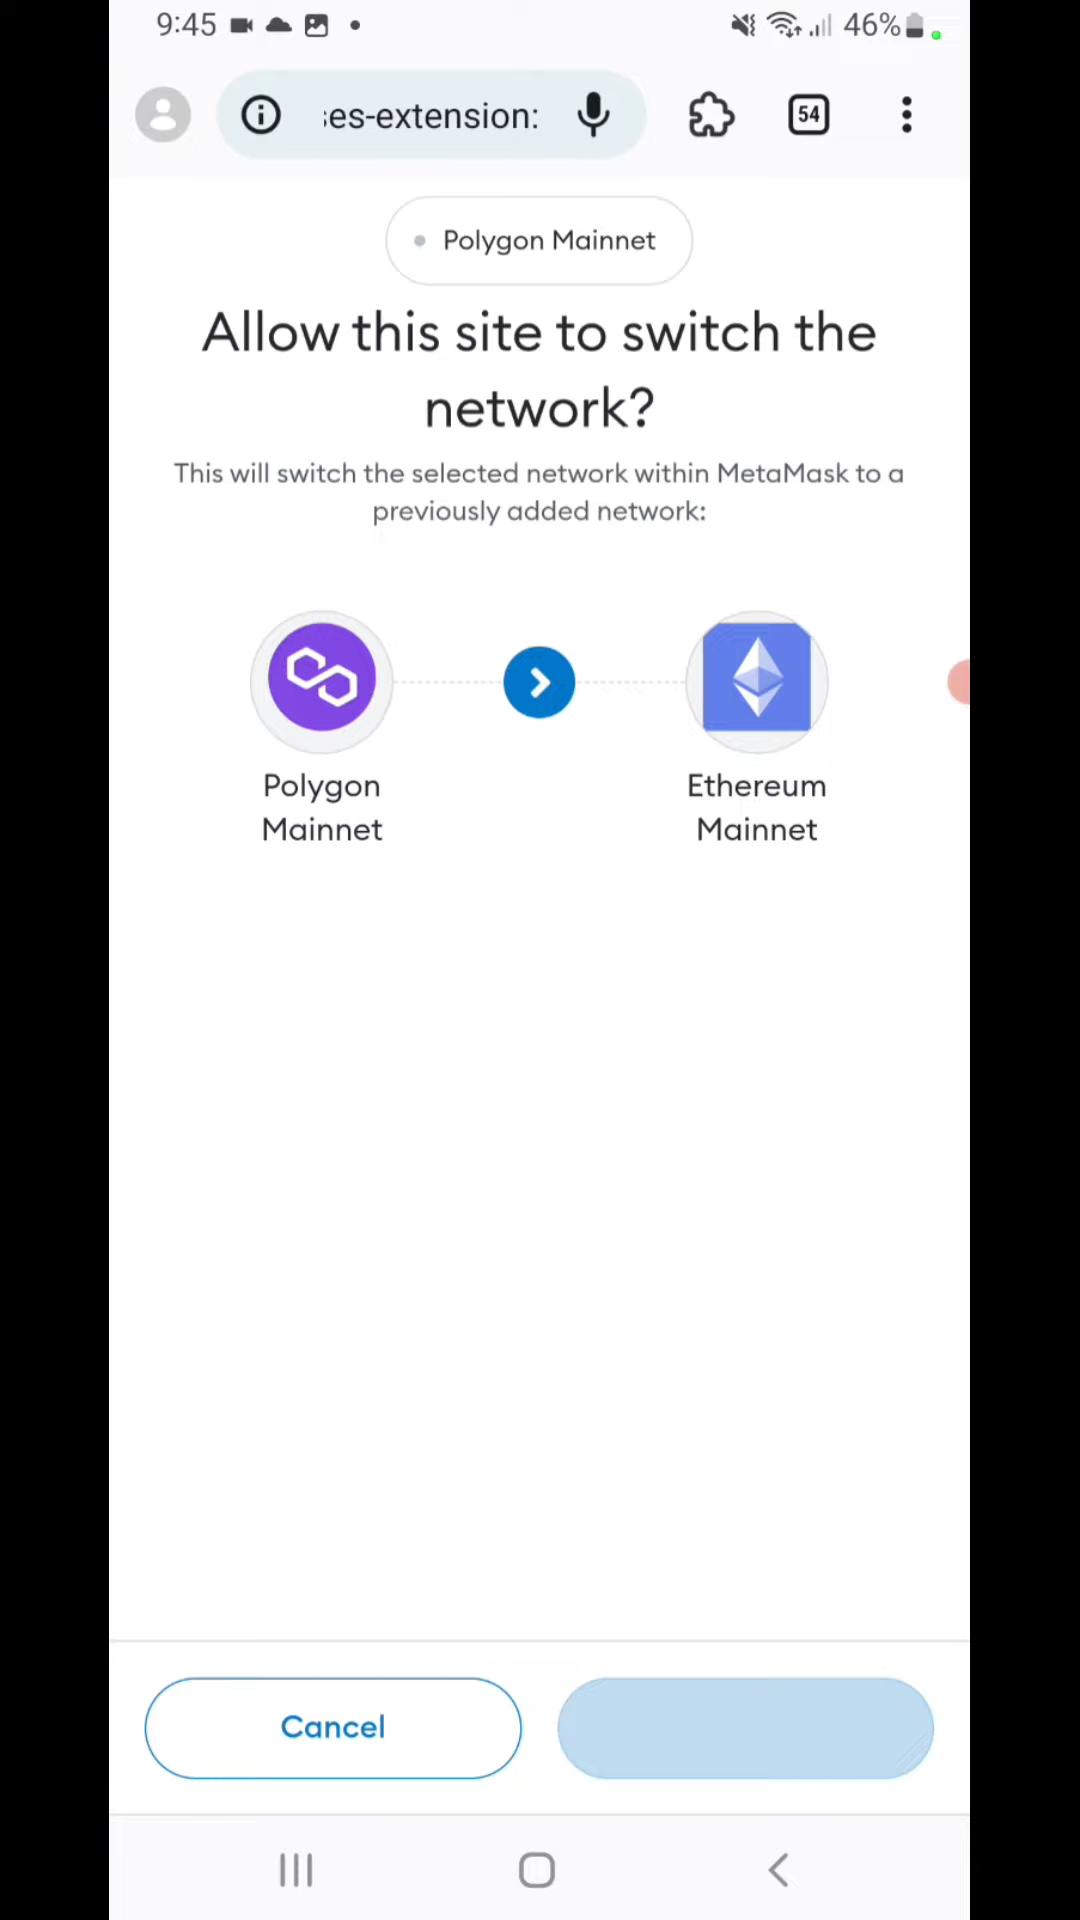 9:45 46%
es-extension: 54
Polygon Mainnet
Allow this site to switch the
network?
This will switch the selected network within MetaMask to a
previously added network:
Polygon Ethereum
Mainnet Mainnet
Cancel